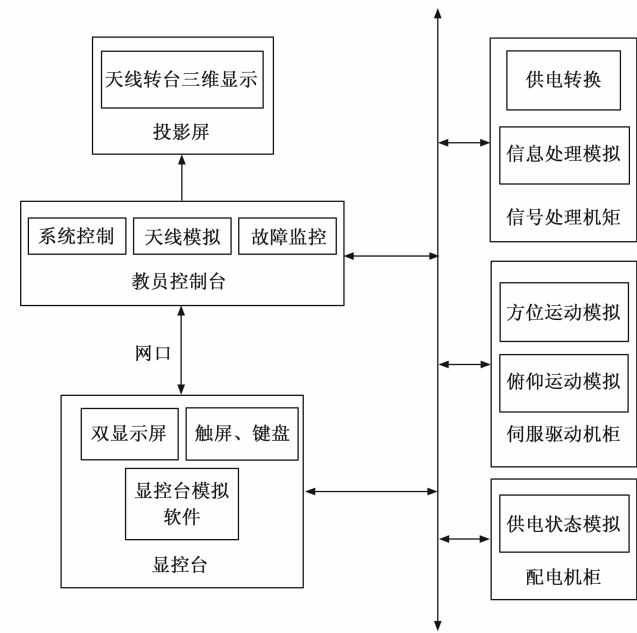 天线转台三维显示
投影屏
系统控制
天线模拟
故障监控
教员控制台
网口
双显示屏
触屏、键盘
显控台模拟
软件
显控台
供电转换
信息处理模拟
信号处理机矩
方位运动模拟
俯仰运动模拟
伺服驱动机柜
供电状态模拟
配电机柜